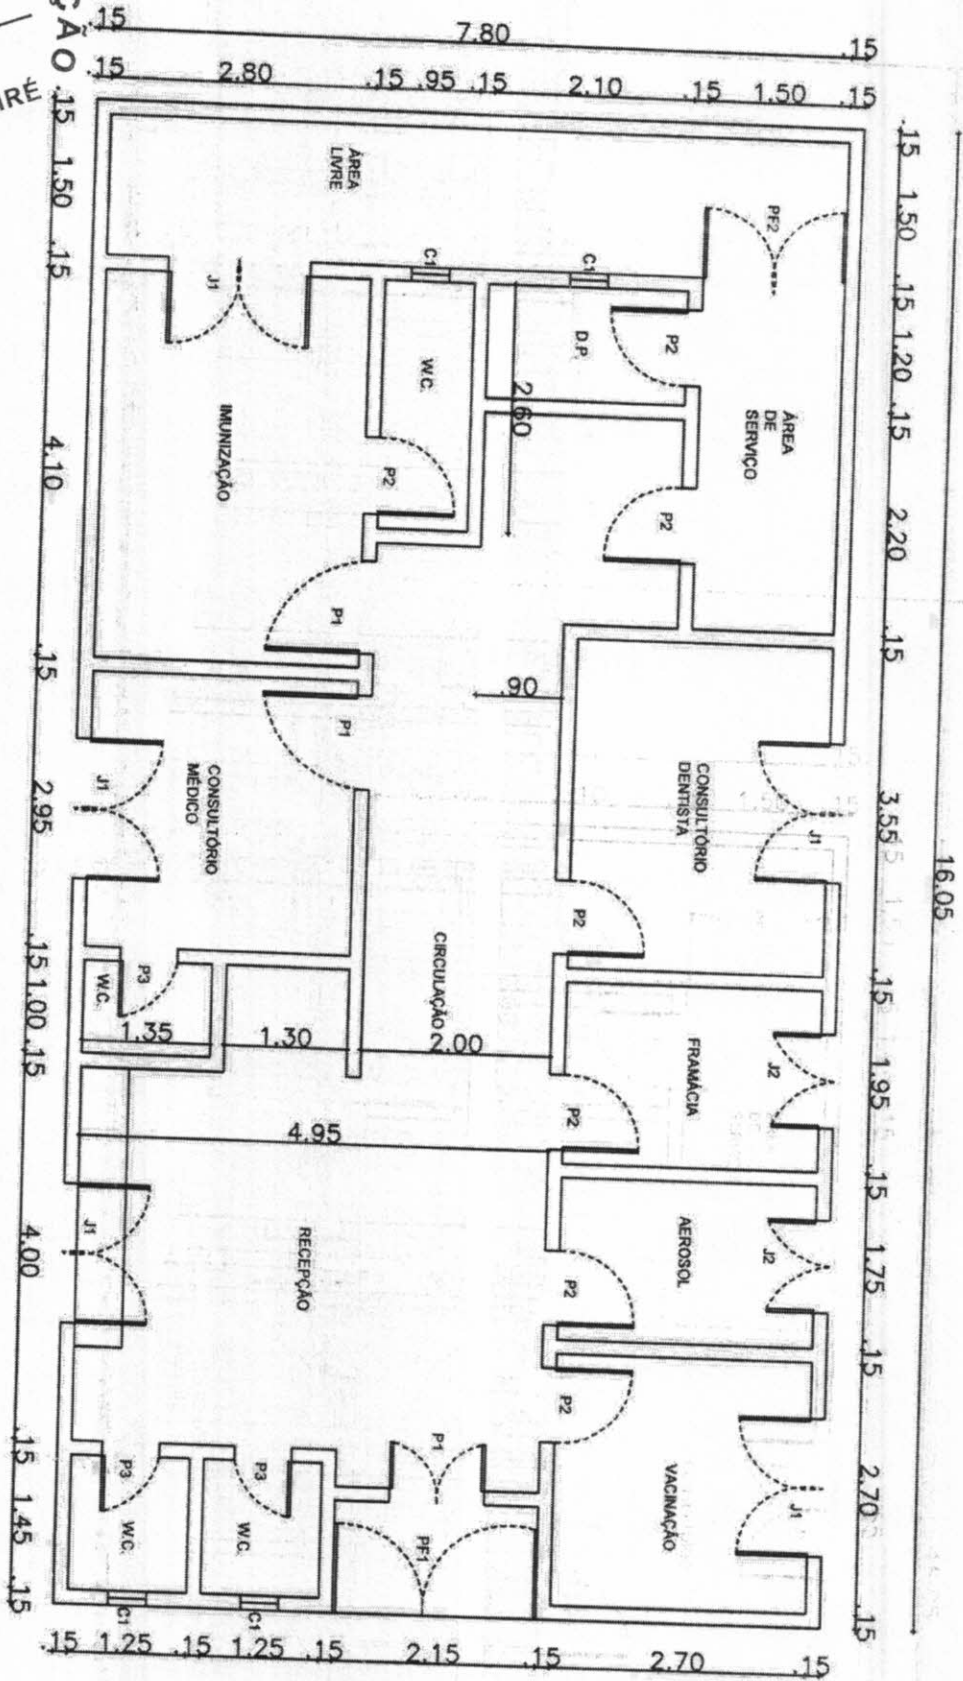 ÇÃO
IRÉ
.15
7.80
.15
.15
2.80
.15
.95
.15
2.10
.15
1.50
.15
.15
1.50
.15
4.10
.15
2.95
.15
1.00
.15
4.00
.15
1.45
.15
.15
1.50
.15
1.20
.15
2.20
.15
3.55
.15
1.95
.15
1.75
.15
2.70
.15
16.05
ÁREA
LIVRE
PF2
C1
C1
J1
W.C.
D.P.
P2
ÁREA
DE
SERVIÇO
2.60
IMUNIZAÇÃO
P2
P2
P1
.90
P1
J1
CONSULTÓRIO
MÉDICO
CONSULTÓRIO
DENTISTA
J1
P2
CIRCULAÇÃO
P3
W.C.
1.35
1.30
2.00
FRAMÁCIA
J2
P2
4.95
J1
RECEPÇÃO
AEROSOL
J2
P2
P2
P1
VACINAÇÃO
J1
P3
P3
W.C.
W.C.
PF1
C1
C1
.15
1.25
.15
1.25
.15
2.15
.15
2.70
.15